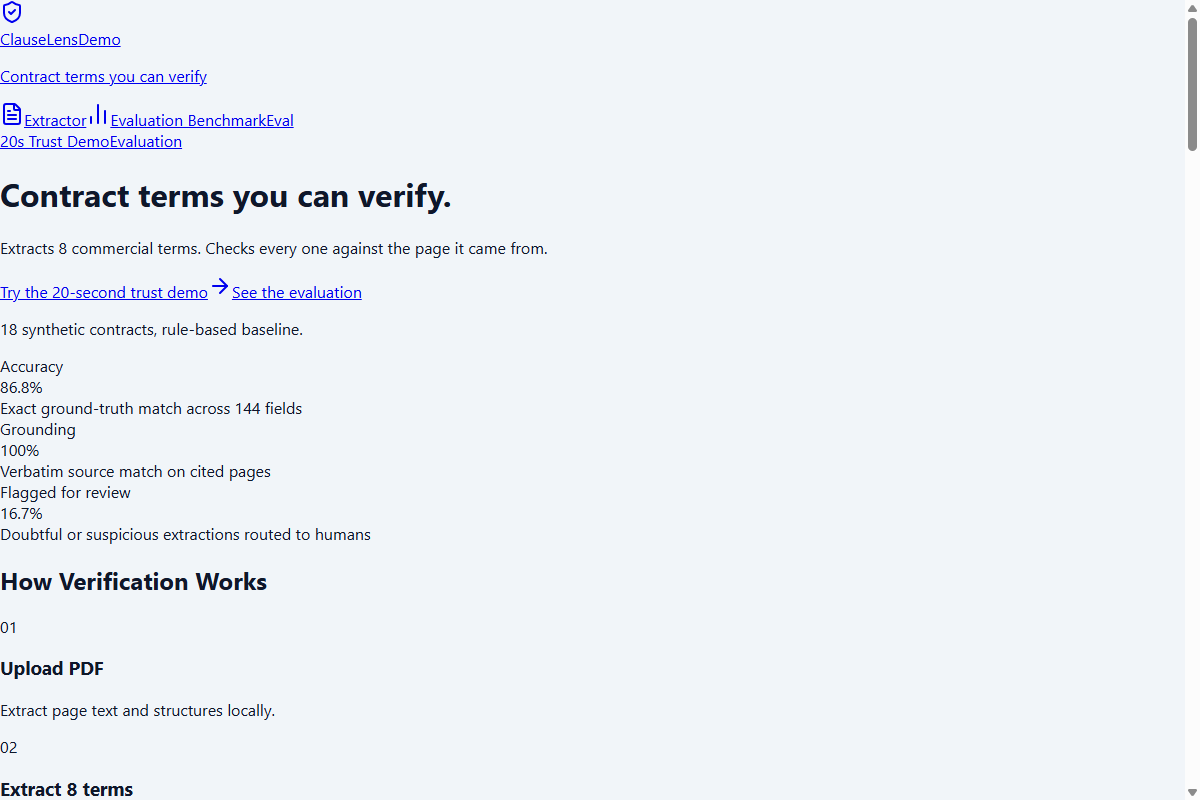 ClauseLensDemo
Contract terms you can verify
Extractor Evaluation BenchmarkEval
20s Trust DemoEvaluation
Contract terms you can verify.
Extracts 8 commercial terms. Checks every one against the page it came from.
Try the 20-second trust demo See the evaluation
18 synthetic contracts, rule-based baseline.
Accuracy
86.8%
Exact ground-truth match across 144 fields
Grounding
100%
Verbatim source match on cited pages
Flagged for review
16.7%
Doubtful or suspicious extractions routed to humans
How Verification Works
01
Upload PDF
Extract page text and structures locally.
02
Extract 8 terms